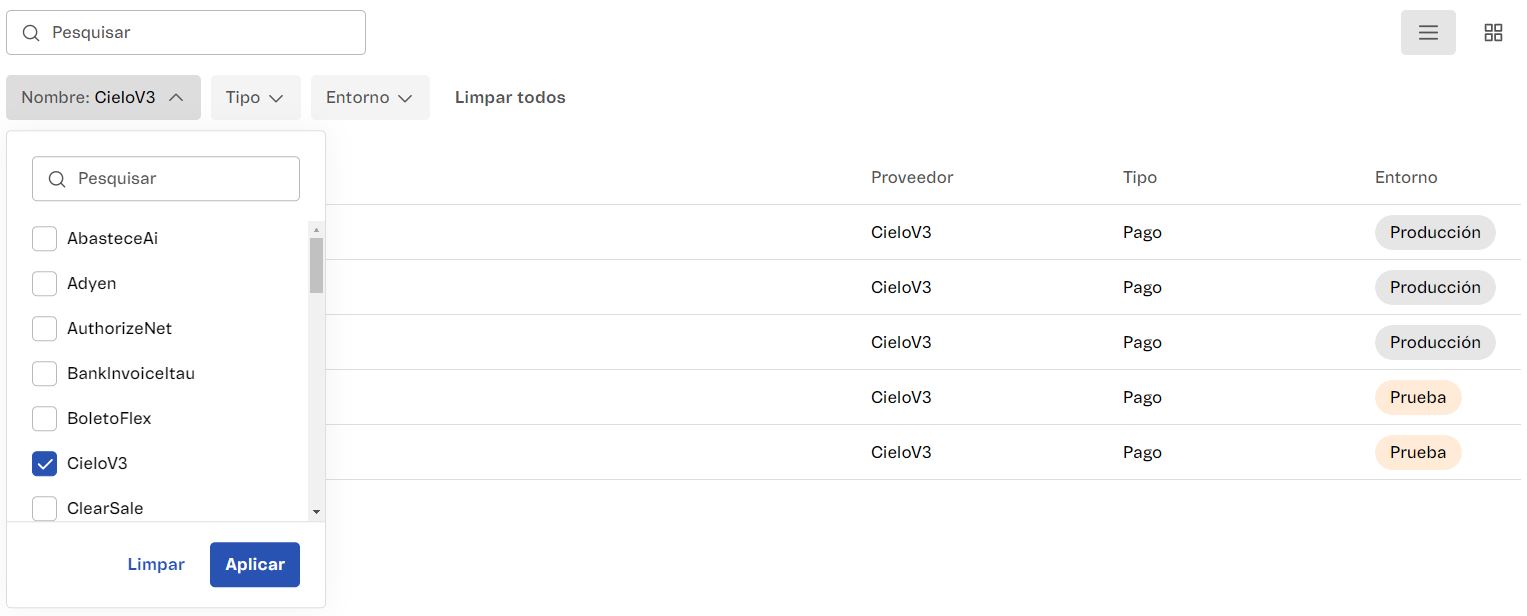 Pesquisar
Nombre: CieloV3 Tipo Entorno Limpar todos
Pesquisar
AbasteceAi
Adyen
AuthorizeNet
BankInvoiceItau
BoletoFlex
CieloV3
ClearSale
Limpar Aplicar
Proveedor Tipo Entorno
CieloV3 Pago Producción
CieloV3 Pago Producción
CieloV3 Pago Producción
CieloV3 Pago Prueba
CieloV3 Pago Prueba